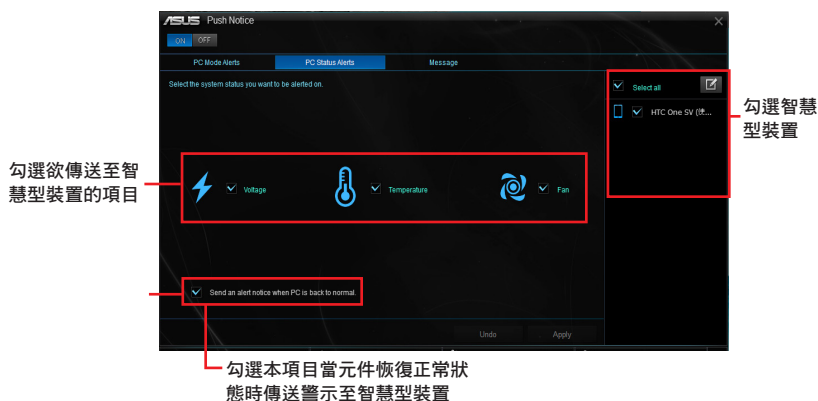 ASUS Push Notice
ON OFF
PC Mode Alerts PC Status Alerts Message
Select the system status you want to be alerted on.
Select all
HTC One SV (使...
勾選智慧
型裝置
勾選欲傳送至智
慧型裝置的項目
Voltage Temperature Fan
Send an alert notice when PC is back to normal.
Undo Apply
勾選本項目當元件恢復正常狀
態時傳送警示至智慧型裝置